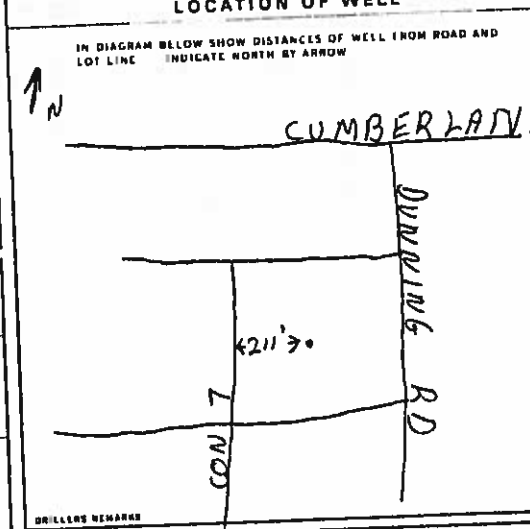 LOCATION OF WELL
IN DIAGRAM BELOW SHOW DISTANCES OF WELL FROM ROAD AND
LOT LINE INDICATE NORTH BY ARROW
N
CUMBERLAN
DUNNING RD
211'
CON 7
DRILLERS REMARKS